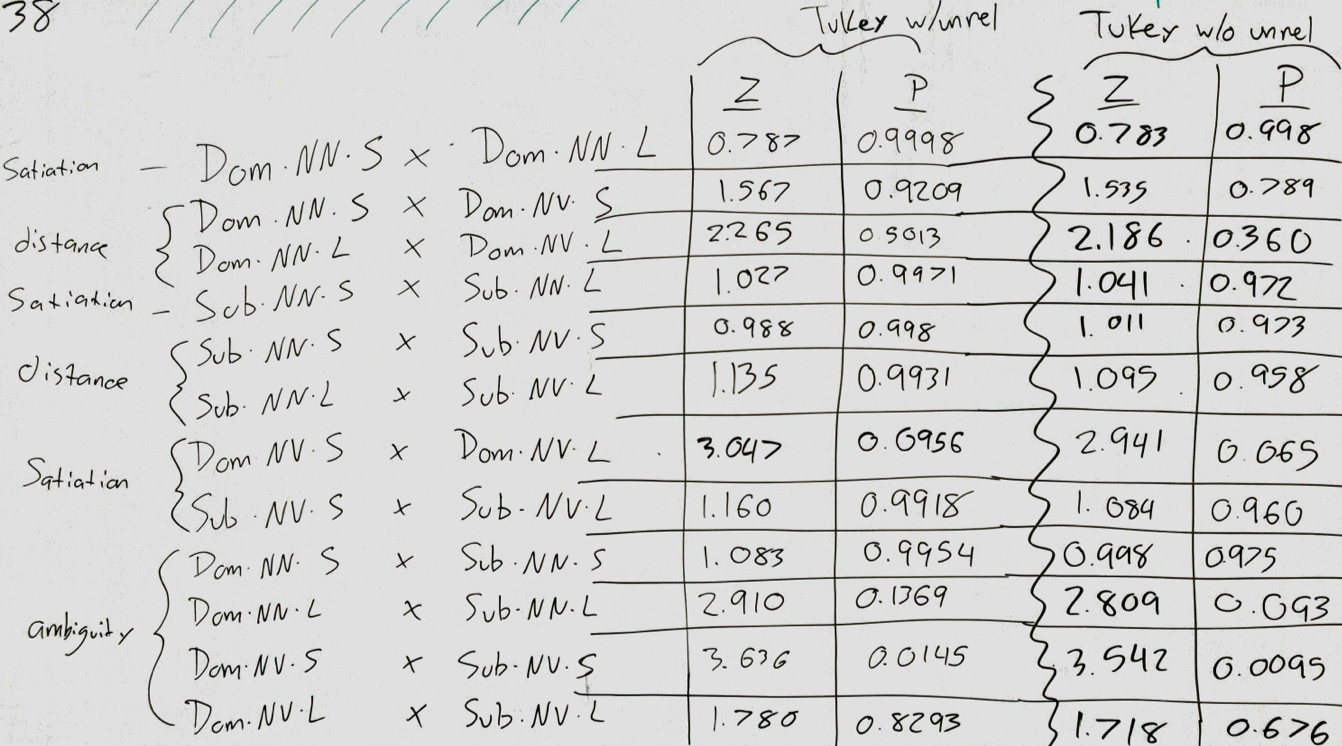 38
Tukey w/unrel Tukey w/o unrel
Z P Z P
Satiation - Dom·NN·S x Dom·NN·L 0.787 0.9998 0.783 0.998
distance { Dom·NN·S x Dom·NV·S 1.567 0.9209 1.535 0.789
Dom·NN·L x Dom·NV·L 2.265 0.5013 2.186 0.360
Satiation - Sub·NN·S x Sub·NN·L 1.027 0.9971 1.041 0.972
distance { Sub·NN·S x Sub·NV·S 0.988 0.998 1.011 0.973
Sub·NN·L x Sub·NV·L 1.135 0.9931 1.095 0.958
Satiation { Dom·NV·S x Dom·NV·L 3.047 0.0956 2.941 0.065
Sub·NV·S x Sub·NV·L 1.160 0.9918 1.084 0.960
ambiguity { Dom·NN·S x Sub·NN·S 1.083 0.9954 0.998 0.975
Dom·NN·L x Sub·NN·L 2.910 0.1369 2.809 0.093
Dom·NV·S x Sub·NV·S 3.636 0.0145 3.542 0.0095
Dom·NV·L x Sub·NV·L 1.780 0.8293 1.718 0.676